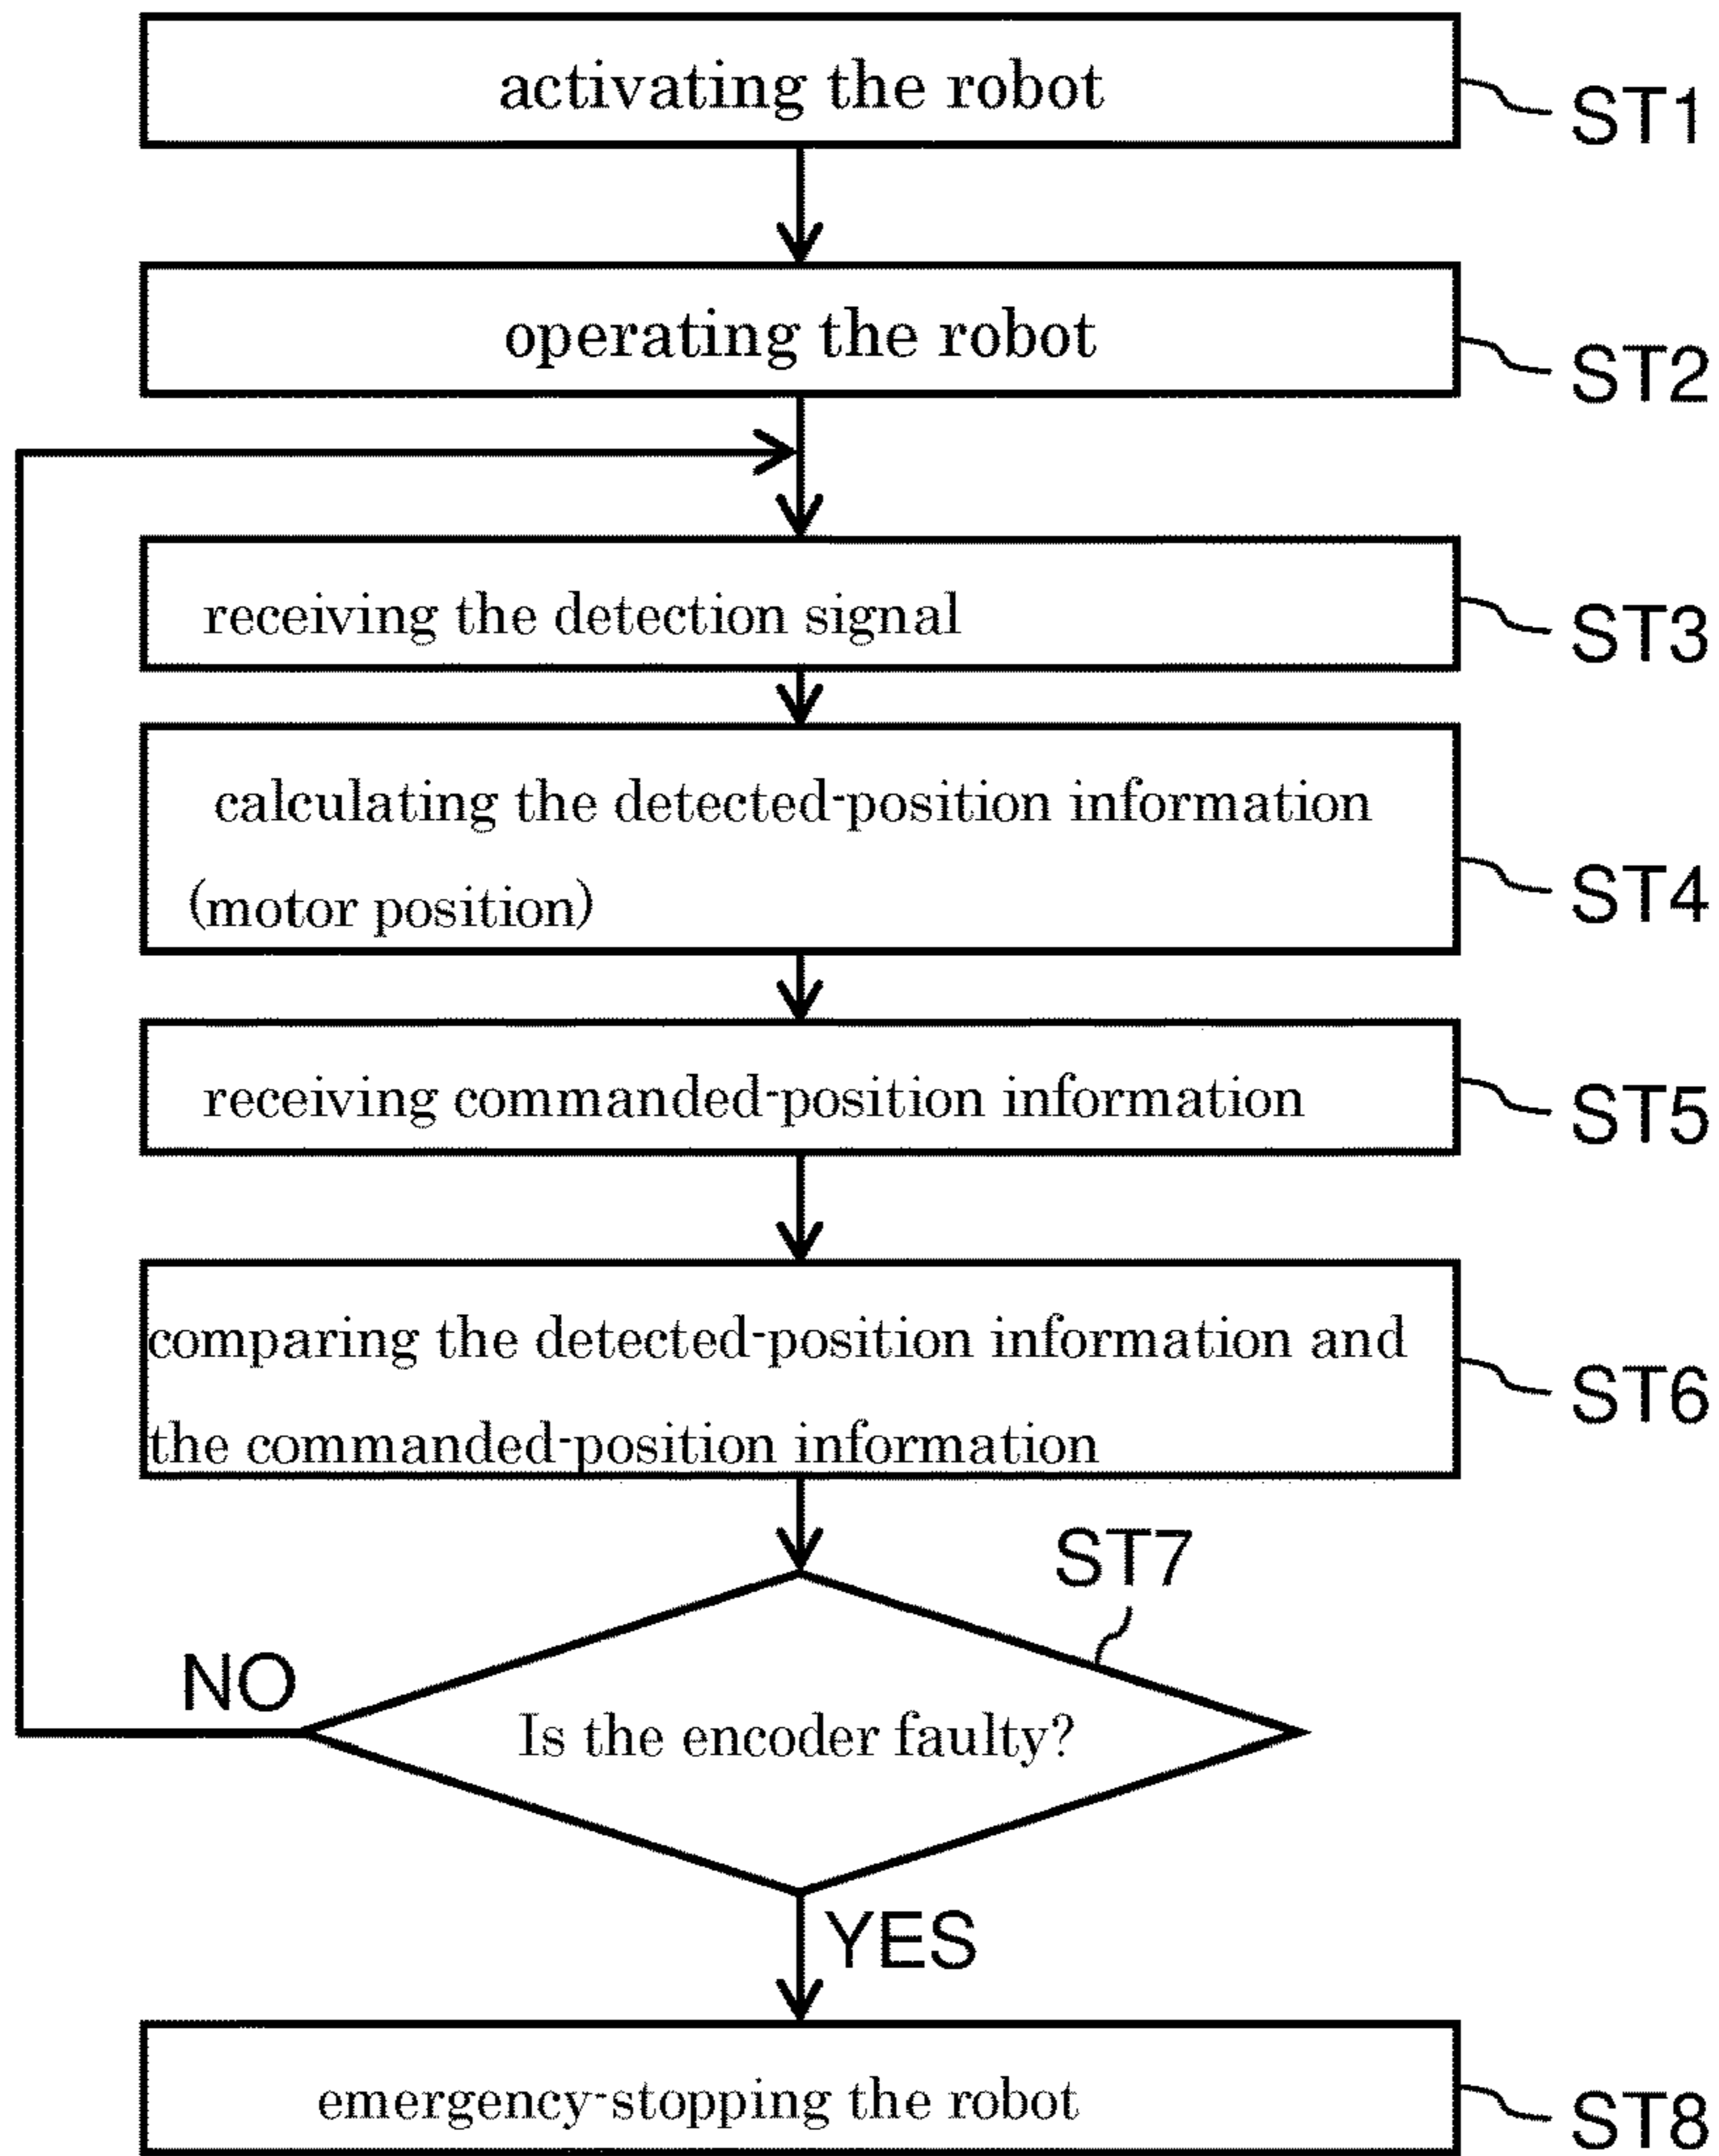 activating the robot
ST1
operating the robot
ST2
receiving the detection signal
ST3
calculating the detected-position information
(motor position)
ST4
receiving commanded-position information
ST5
comparing the detected-position information and
the commanded-position information
ST6
ST7
NO
Is the encoder faulty?
YES
emergency-stopping the robot
ST8